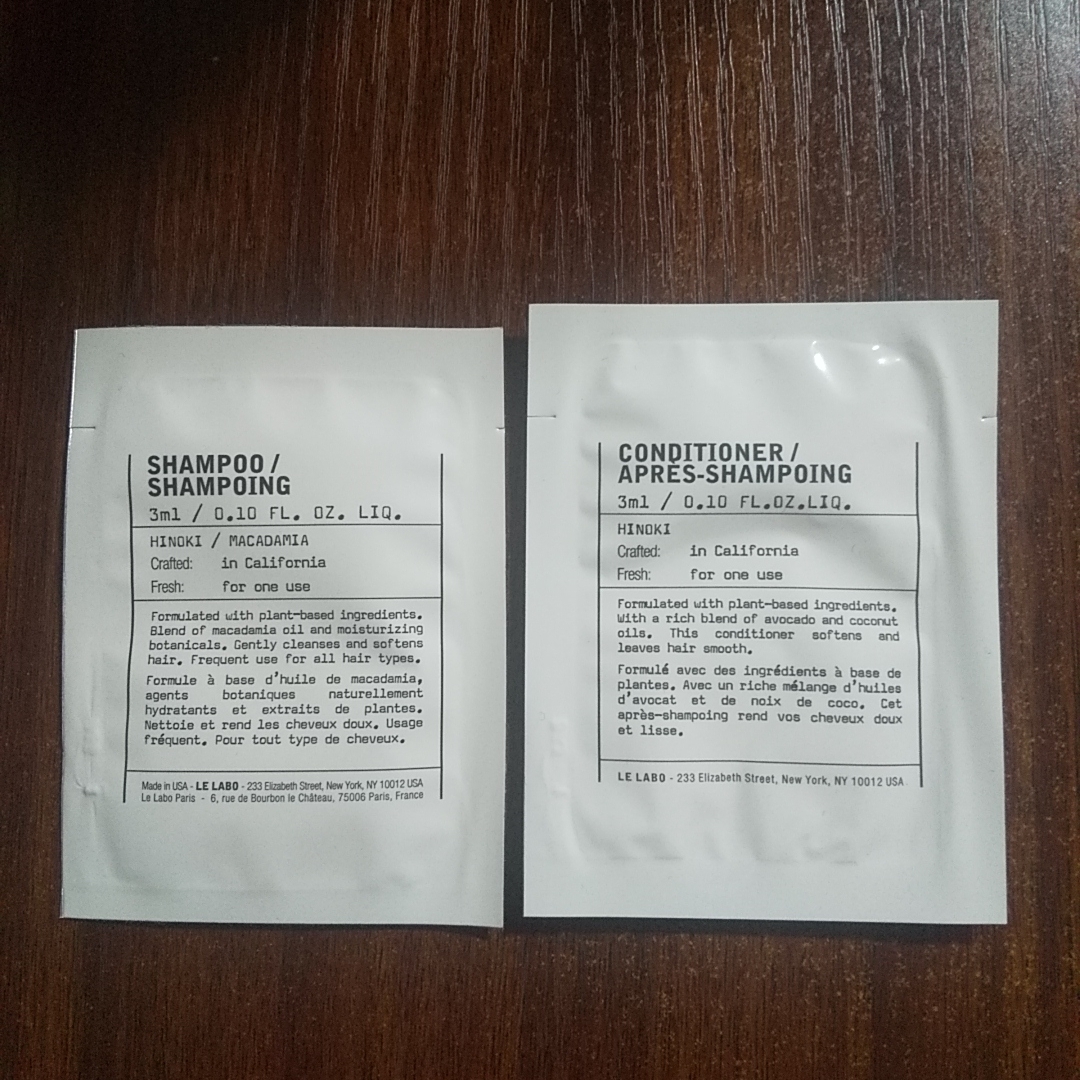 SHAMPOO /
SHAMPOING
3ml / 0.10 FL. OZ. LIQ.
HINOKI / MACADAMIA
Crafted: in California
Fresh: for one use
Formulated with plant-based ingredients.
Blend of macadamia oil and moisturizing
botanicals. Gently cleanses and softens
hair. Frequent use for all hair types.
Formule à base d'huile de macadamia,
agents botaniques naturellement
hydratants et extraits de plantes.
Nettoie et rend les cheveux doux. Usage
fréquent. Pour tout type de cheveux.
Made in USA - LE LABO - 233 Elizabeth Street, New York, NY 10012 USA
Le Labo Paris - 6, rue de Bourbon le Château, 75006 Paris, France
CONDITIONER /
APRÈS-SHAMPOING
3ml / 0.10 FL.OZ.LIQ.
HINOKI
Crafted: in California
Fresh: for one use
Formulated with plant-based ingredients.
With a rich blend of avocado and coconut
oils. This conditioner softens and
leaves hair smooth.
Formulé avec des ingrédients à base de
plantes. Avec un riche mélange d'huiles
d'avocat et de noix de coco. Cet
après-shampoing rend vos cheveux doux
et lisse.
LE LABO - 233 Elizabeth Street, New York, NY 10012 USA